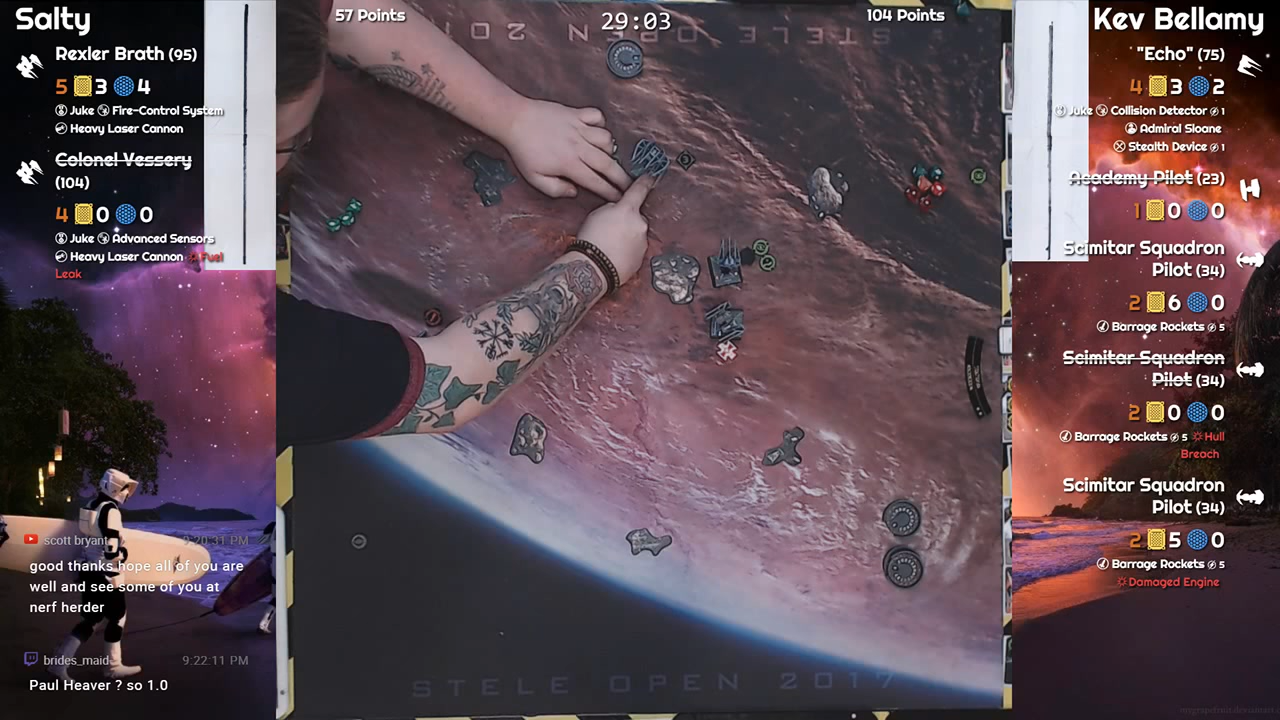 Salty
Rexler Brath (95)
5 3 4
Juke Fire-Control System
Heavy Laser Cannon
Colonel Vessery
(104)
4 0 0
Juke Advanced Sensors
Heavy Laser Cannon Fuel
Leak
scott bryant 9:20:31 PM
good thanks hope all of you are
well and see some of you at
nerf herder
brides_maid 9:22:11 PM
Paul Heaver ? so 1.0
57 Points
29:03
104 Points
STELE OPEN 201
STELE OPEN 2017
Kev Bellamy
"Echo" (75)
4 3 2
Juke Collision Detector 1
Admiral Sloane
Stealth Device 1
Academy Pilot (23)
1 0 0
Scimitar Squadron
Pilot (34)
2 6 0
Barrage Rockets 5
Scimitar Squadron
Pilot (34)
2 0 0
Barrage Rockets 5 Hull
Breach
Scimitar Squadron
Pilot (34)
2 5 0
Barrage Rockets 5
Damaged Engine